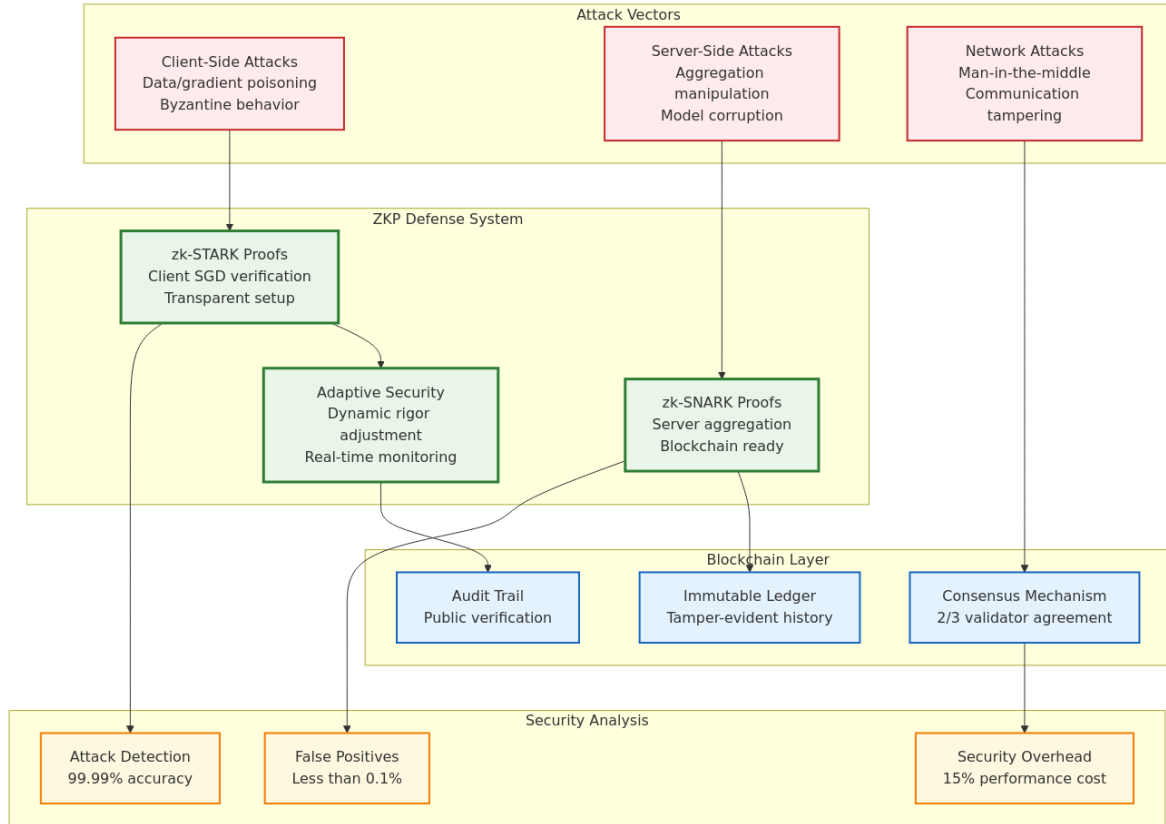 Attack Vectors
Client-Side Attacks
Data/gradient poisoning
Byzantine behavior
Server-Side Attacks
Aggregation
manipulation
Model corruption
Network Attacks
Man-in-the-middle
Communication
tampering
ZKP Defense System
zk-STARK Proofs
Client SGD verification
Transparent setup
Adaptive Security
Dynamic rigor
adjustment
Real-time monitoring
zk-SNARK Proofs
Server aggregation
Blockchain ready
Blockchain Layer
Audit Trail
Public verification
Immutable Ledger
Tamper-evident history
Consensus Mechanism
2/3 validator agreement
Security Analysis
Attack Detection
99.99% accuracy
False Positives
Less than 0.1%
Security Overhead
15% performance cost